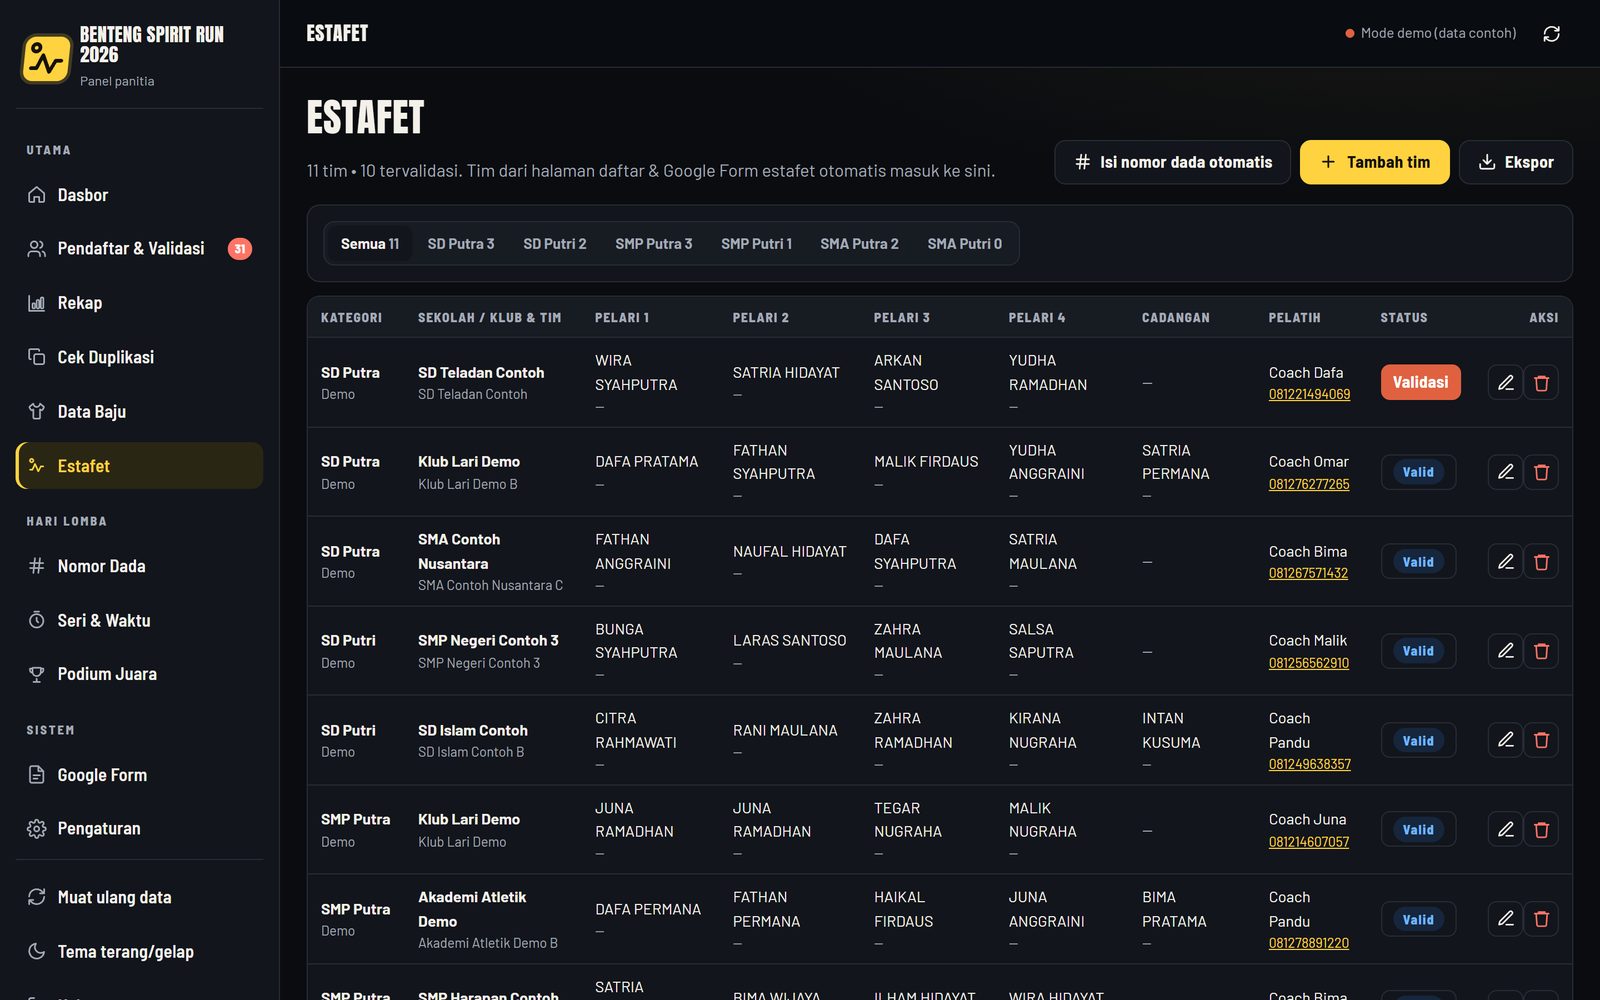 BENTENG SPIRIT RUN
2026
Panel panitia
UTAMA
Dasbor
Pendaftar & Validasi 31
Rekap
Cek Duplikasi
Data Baju
Estafet
HARI LOMBA
Nomor Dada
Seri & Waktu
Podium Juara
SISTEM
Google Form
Pengaturan
Muat ulang data
Tema terang/gelap
ESTAFET
Mode demo (data contoh)
ESTAFET
11 tim • 10 tervalidasi. Tim dari halaman daftar & Google Form estafet otomatis masuk ke sini.
Isi nomor dada otomatis
Tambah tim
Ekspor
Semua 11 SD Putra 3 SD Putri 2 SMP Putra 3 SMP Putri 1 SMA Putra 2 SMA Putri 0
KATEGORI SEKOLAH / KLUB & TIM PELARI 1 PELARI 2 PELARI 3 PELARI 4 CADANGAN PELATIH STATUS AKSI
SD Putra
Demo
SD Teladan Contoh
SD Teladan Contoh
WIRA
SYAHPUTRA
—
SATRIA HIDAYAT
—
ARKAN
SANTOSO
—
YUDHA
RAMADHAN
—
—
Coach Dafa
081221494069
Validasi
SD Putra
Demo
Klub Lari Demo
Klub Lari Demo B
DAFA PRATAMA
—
FATHAN
SYAHPUTRA
—
MALIK FIRDAUS
—
YUDHA
ANGGRAINI
—
SATRIA
PERMANA
—
Coach Omar
081276277265
Valid
SD Putra
Demo
SMA Contoh
Nusantara
SMA Contoh Nusantara C
FATHAN
ANGGRAINI
—
NAUFAL HIDAYAT
—
DAFA
SYAHPUTRA
—
SATRIA
MAULANA
—
—
Coach Bima
081267571432
Valid
SD Putri
Demo
SMP Negeri Contoh 3
SMP Negeri Contoh 3
BUNGA
SYAHPUTRA
—
LARAS SANTOSO
—
ZAHRA
MAULANA
—
SALSA
SAPUTRA
—
—
Coach Malik
081256562910
Valid
SD Putri
Demo
SD Islam Contoh
SD Islam Contoh B
CITRA
RAHMAWATI
—
RANI MAULANA
—
ZAHRA
RAMADHAN
—
KIRANA
NUGRAHA
—
INTAN
KUSUMA
—
Coach
Pandu
081249638357
Valid
SMP Putra
Demo
Klub Lari Demo
Klub Lari Demo
JUNA
RAMADHAN
—
JUNA
RAMADHAN
—
TEGAR
NUGRAHA
—
MALIK
NUGRAHA
—
—
Coach Juna
081214607057
Valid
SMP Putra
Demo
Akademi Atletik
Demo
Akademi Atletik Demo B
DAFA PERMANA
—
FATHAN
PERMANA
—
HAIKAL
FIRDAUS
—
JUNA
ANGGRAINI
—
BIMA
PRATAMA
—
Coach
Pandu
081278891220
Valid
SMP Putra
SMP Harapan Contoh
SATRIA
BIMA WIJAYA
ILHAM HIDAYAT
WIRA HIDAYAT
Coach Bima